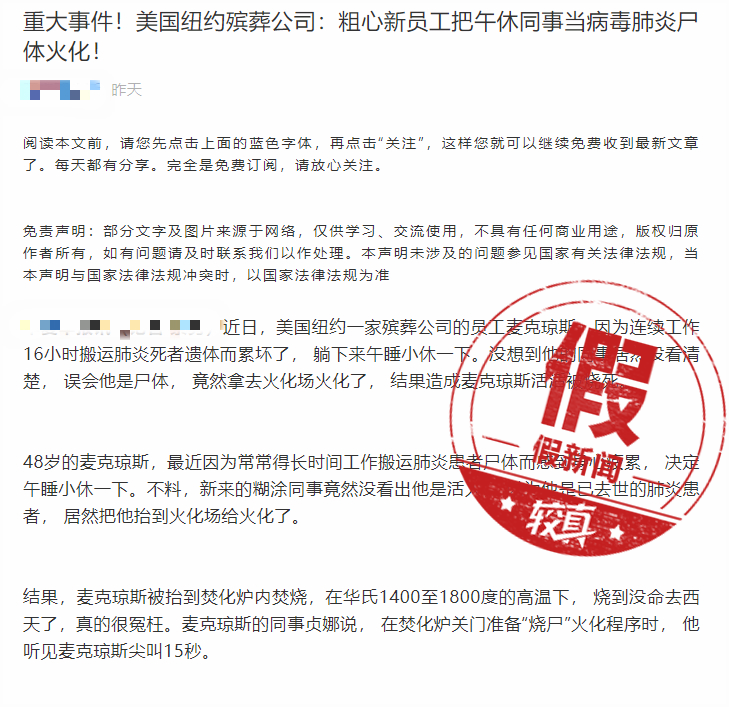 重大事件！美国纽约殡葬公司：粗心新员工把午休同事当病毒肺炎尸
体火化！
昨天
阅读本文前，请您先点击上面的蓝色字体，再点击“关注”，这样您就可以继续免费收到最新文章
了。每天都有分享。完全是免费订阅，请放心关注。
免责声明：部分文字及图片来源于网络，仅供学习、交流使用，不具有任何商业用途，版权归原
作者所有，如有问题请及时联系我们以作处理。本声明未涉及的问题参见国家有关法律法规，当
本声明与国家法律法规冲突时，以国家法律法规为准
近日，美国纽约一家殡葬公司的员工麦克琼斯，因为连续工作
16小时搬运肺炎死者遗体而累坏了， 躺下来午睡小休一下。没想到他的同事居然没看清
楚， 误会他是尸体， 竟然拿去火化场火化了， 结果造成麦克琼斯活活被烧死。
48岁的麦克琼斯，最近因为常常得长时间工作搬运肺炎患者尸体而感到身心疲累， 决定
午睡小休一下。不料，新来的糊涂同事竟然没看出他是活人 他是已去世的肺炎患
者， 居然把他抬到火化场给火化了。
结果，麦克琼斯被抬到焚化炉内焚烧，在华氏1400至1800度的高温下， 烧到没命去西
天了，真的很冤枉。麦克琼斯的同事贞娜说， 在焚化炉关门准备“烧尸”火化程序时， 他
听见麦克琼斯尖叫15秒。
假
假新闻
较真